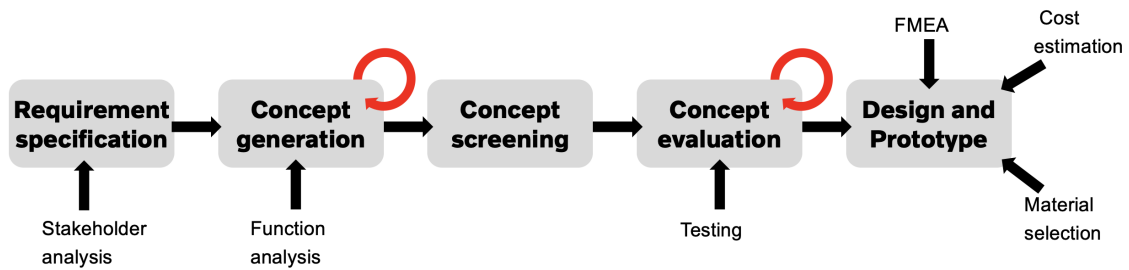 FMEA
Cost
estimation
Requirement
specification
Concept
generation
Concept
screening
Concept
evaluation
Design and
Prototype
Stakeholder
analysis
Function
analysis
Testing
Material
selection